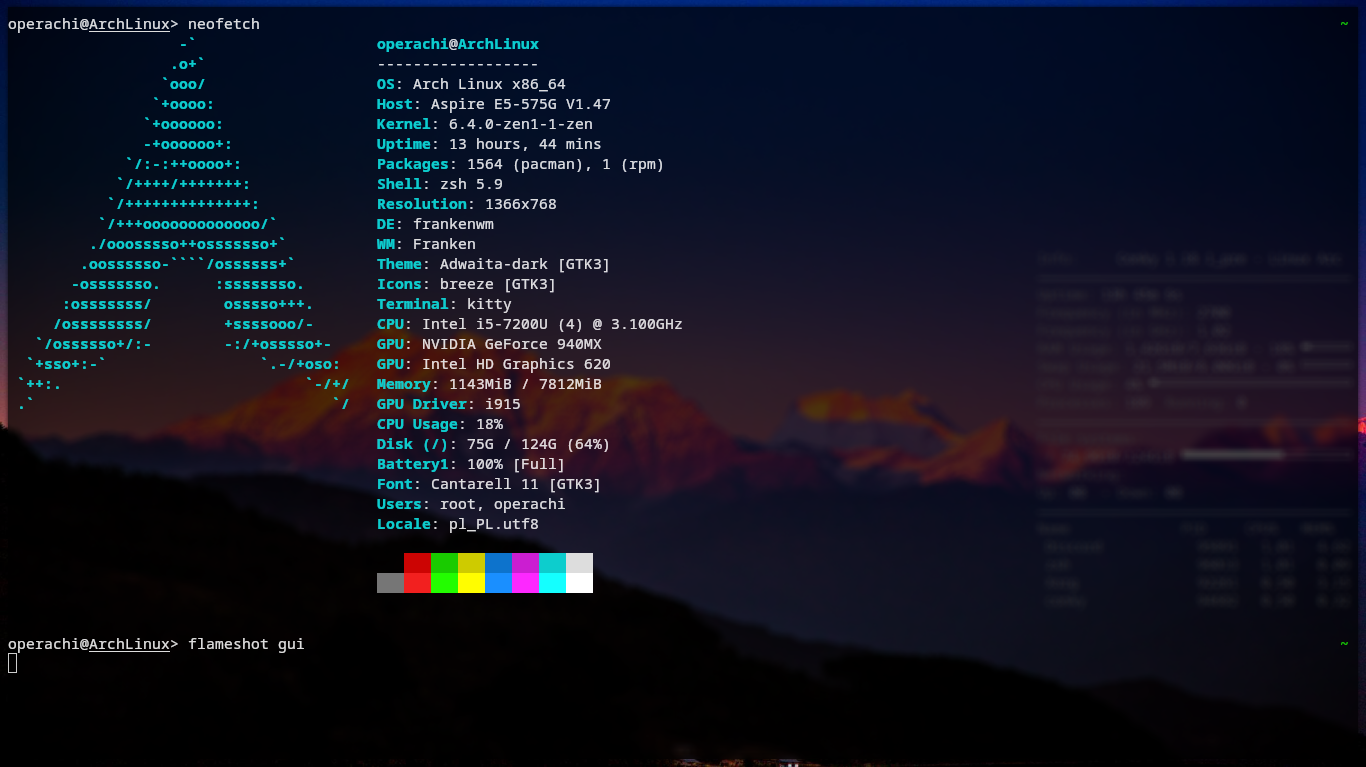 operachi@ArchLinux> neofetch ~
-` operachi@ArchLinux
.o+` ------------------
`ooo/ OS: Arch Linux x86_64
`+oooo: Host: Aspire E5-575G V1.47
`+oooooo: Kernel: 6.4.0-zen1-1-zen
-+oooooo+: Uptime: 13 hours, 44 mins
`/:-:++oooo+: Packages: 1564 (pacman), 1 (rpm)
`/++++/+++++++: Shell: zsh 5.9
`/++++++++++++++: Resolution: 1366x768
`/+++ooooooooooooo/` DE: frankenwm
./ooosssso++osssssso+` WM: Franken
.oossssso-````/ossssss+` Theme: Adwaita-dark [GTK3]
-osssssso. :ssssssso. Icons: breeze [GTK3]
:osssssss/ osssso+++. Terminal: kitty
/ossssssss/ +ssssooo/- CPU: Intel i5-7200U (4) @ 3.100GHz
`/ossssso+/:- -:/+osssso+- GPU: NVIDIA GeForce 940MX
`+sso+:-` `.-/+oso: GPU: Intel HD Graphics 620
`++:. `-/+/ Memory: 1143MiB / 7812MiB
.` `/ GPU Driver: i915
CPU Usage: 18%
Disk (/): 75G / 124G (64%)
Battery1: 100% [Full]
Font: Cantarell 11 [GTK3]
Users: root, operachi
Locale: pl_PL.utf8
operachi@ArchLinux> flameshot gui ~